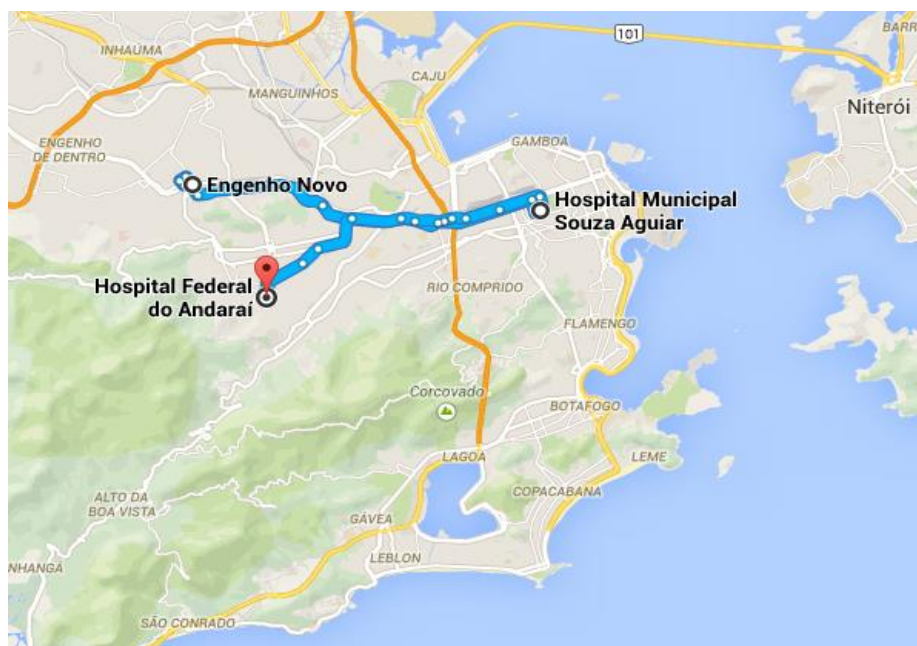 101
BARR
INHAÚMA
CAJU
MANGUINHOS
Niterói
ENGENHO
DE DENTRO
GAMBOA
Engenho Novo
Hospital Municipal
Souza Aguiar
Hospital Federal
do Andaraí
RIO COMPRIDO
FLAMENGO
Corcovado
BOTAFOGO
LAGOA
LEME
ALTO DA
BOA VISTA
COPACABANA
GÁVEA
LEBLON
NHANGÁ
SÃO CONRADO